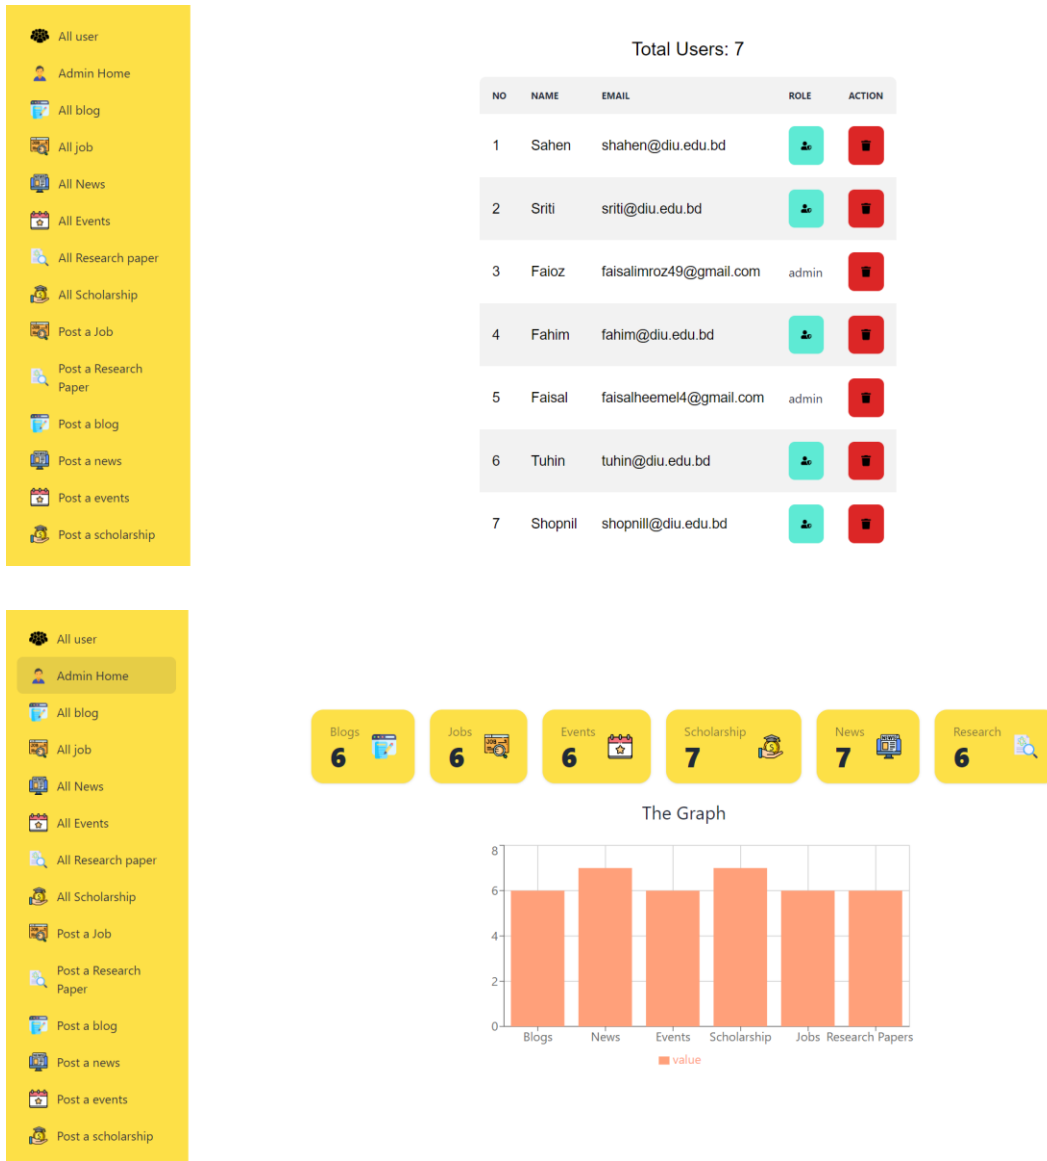 All user
Admin Home
All blog
All job
All News
All Events
All Research paper
All Scholarship
Post a Job
Post a Research
Paper
Post a blog
Post a news
Post a events
Post a scholarship
Total Users: 7
NO NAME EMAIL ROLE ACTION
1 Sahen shahen@diu.edu.bd
2 Sriti sriti@diu.edu.bd
3 Faioz faisalimroz49@gmail.com admin
4 Fahim fahim@diu.edu.bd
5 Faisal faisalheemel4@gmail.com admin
6 Tuhin tuhin@diu.edu.bd
7 Shopnil shopnill@diu.edu.bd
All user
Admin Home
All blog
All job
All News
All Events
All Research paper
All Scholarship
Post a Job
Post a Research
Paper
Post a blog
Post a news
Post a events
Post a scholarship
Blogs
6
Jobs
6
Events
6
Scholarship
7
News
7
Research
6
The Graph
8
6
4
2
0
Blogs News Events Scholarship Jobs Research Papers
value